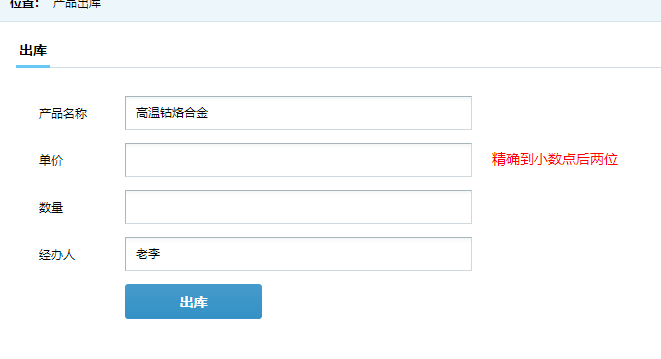 位置： 产品出库
出库
产品名称 高温钴烙合金
单价 精确到小数点后两位
数量
经办人 老李
出库